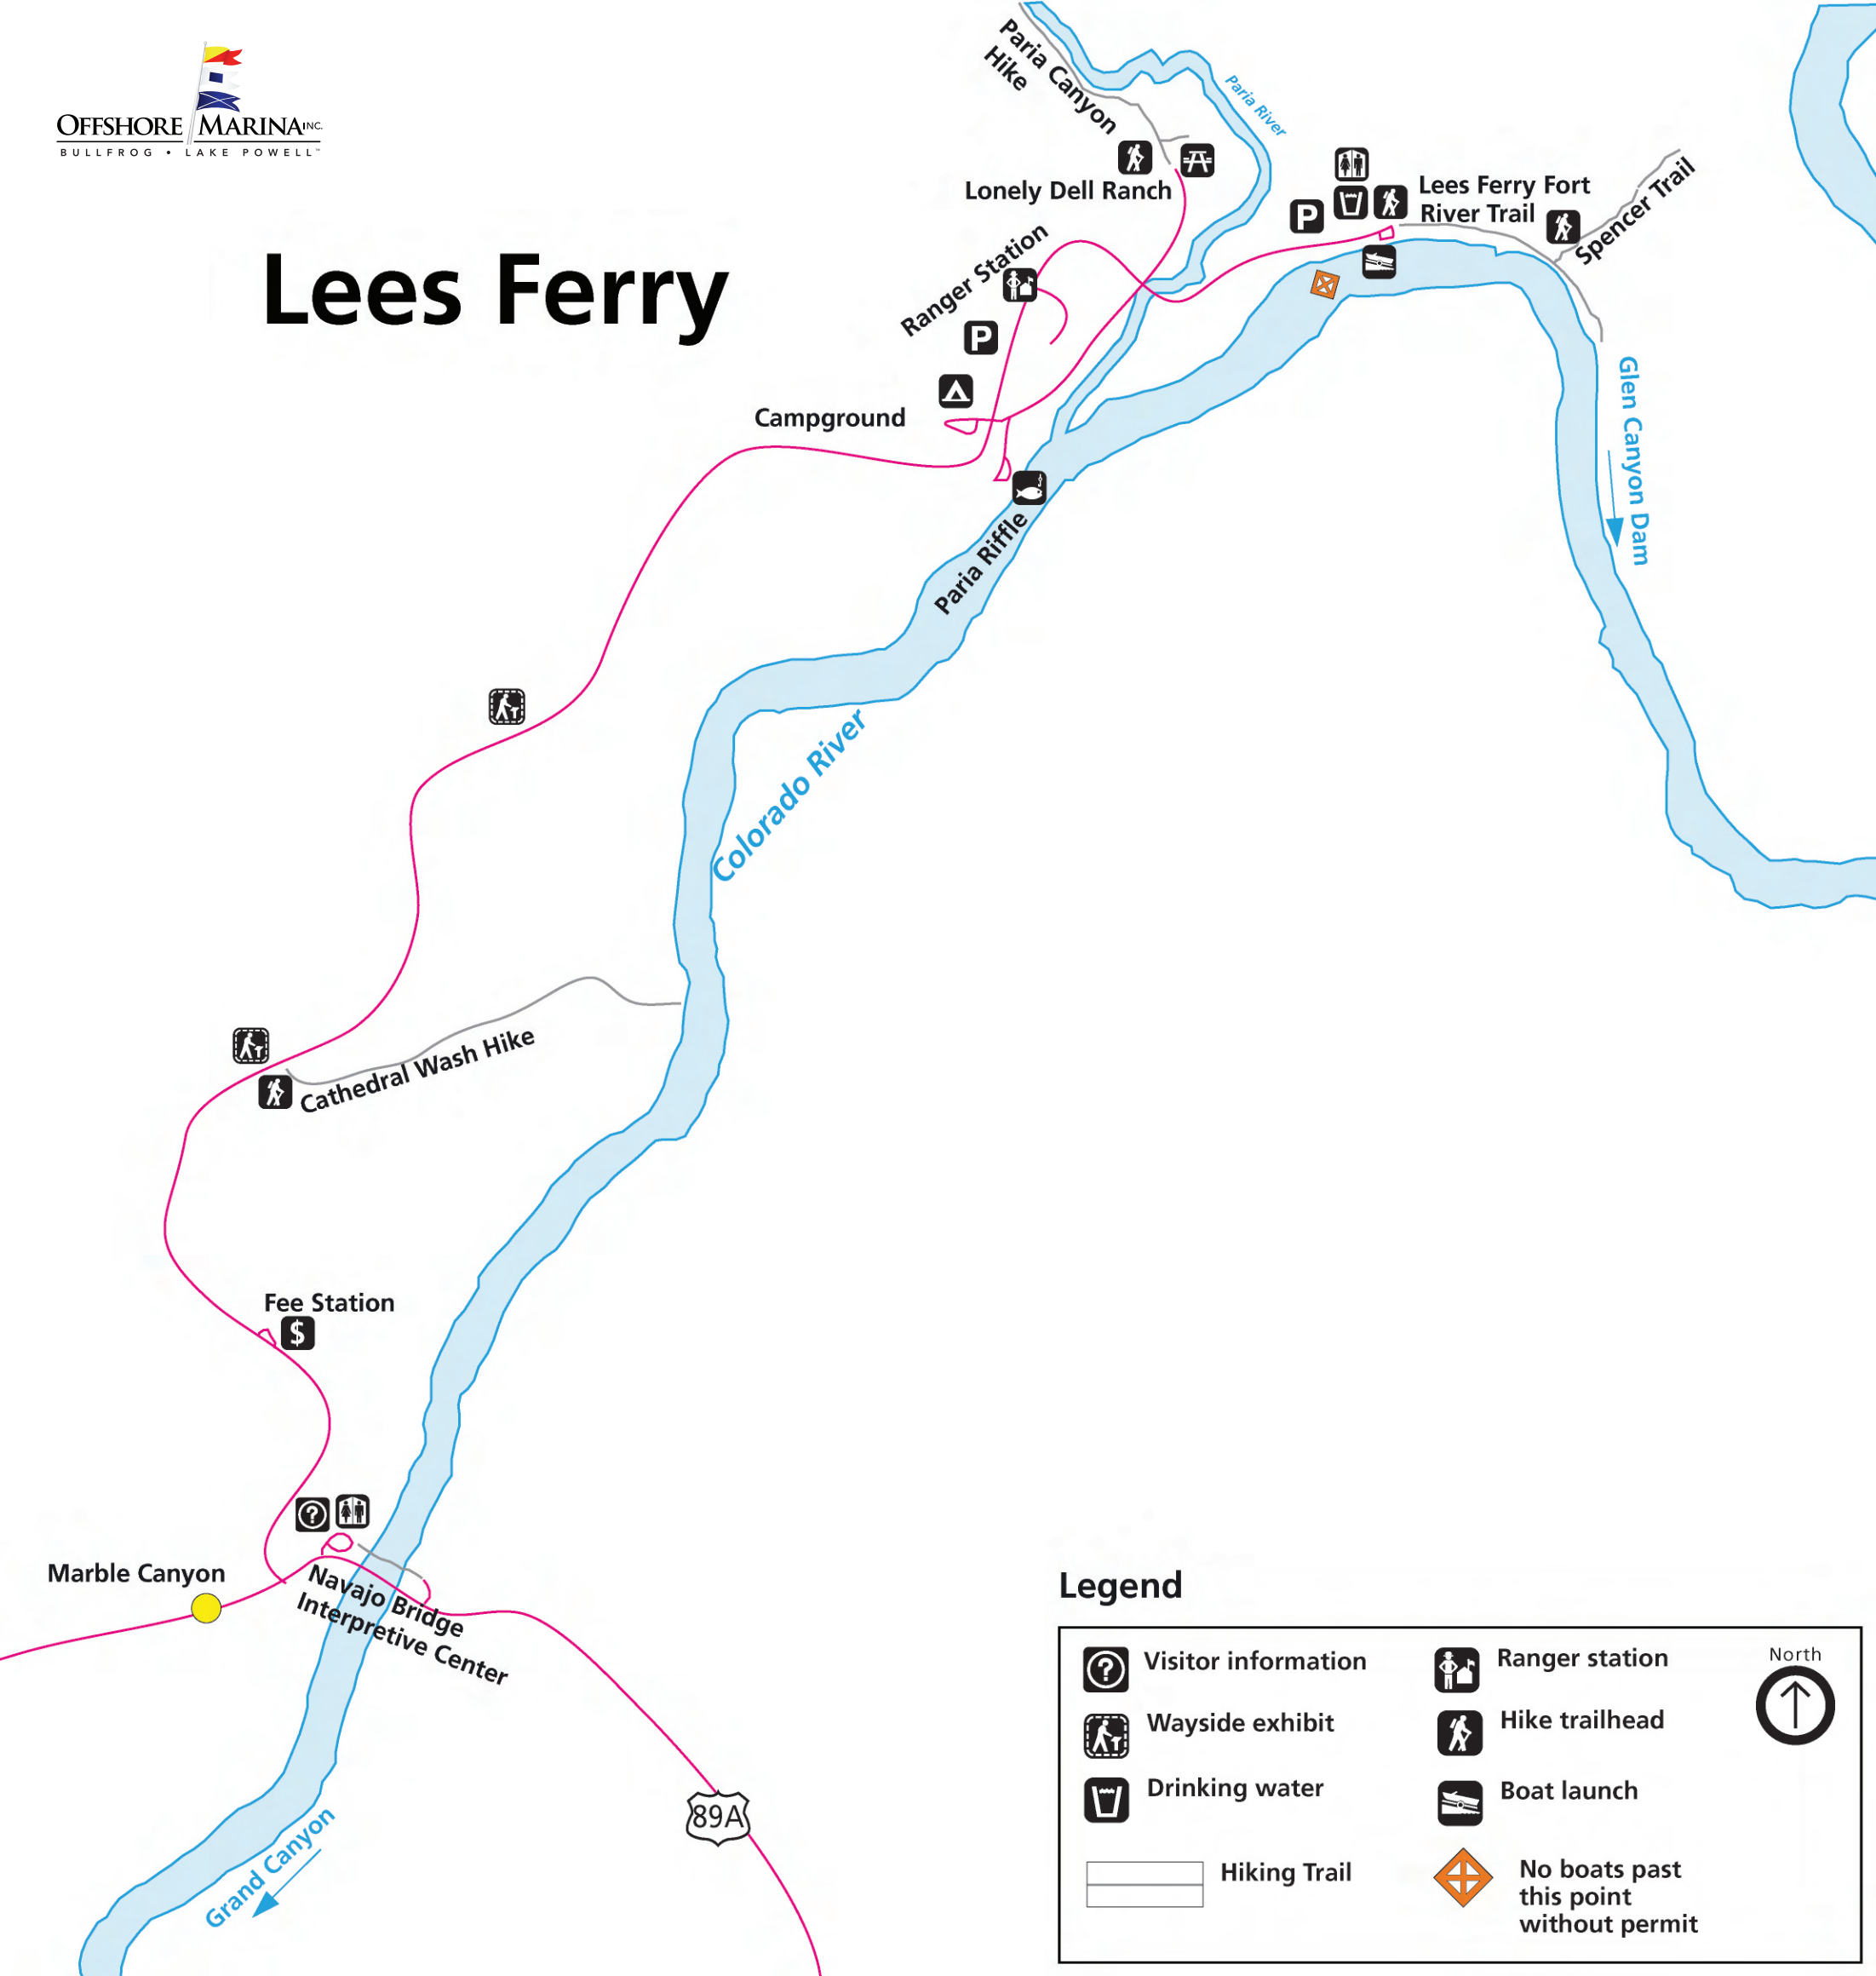 OFFSHORE MARINA INC.
BULLFROG • LAKE POWELL™
Lees Ferry
Paria Canyon
Hike
Paria River
Lonely Dell Ranch
P
Lees Ferry Fort
River Trail
Spencer Trail
Ranger Station
P
Campground
Glen Canyon Dam
Paria Riffle
Colorado River
Cathedral Wash Hike
Fee Station
$
?
Marble Canyon
Navajo Bridge
Interpretive Center
89A
Grand Canyon
Legend
? Visitor information
Ranger station
North
Wayside exhibit
Hike trailhead
Drinking water
Boat launch
Hiking Trail
No boats past
this point
without permit